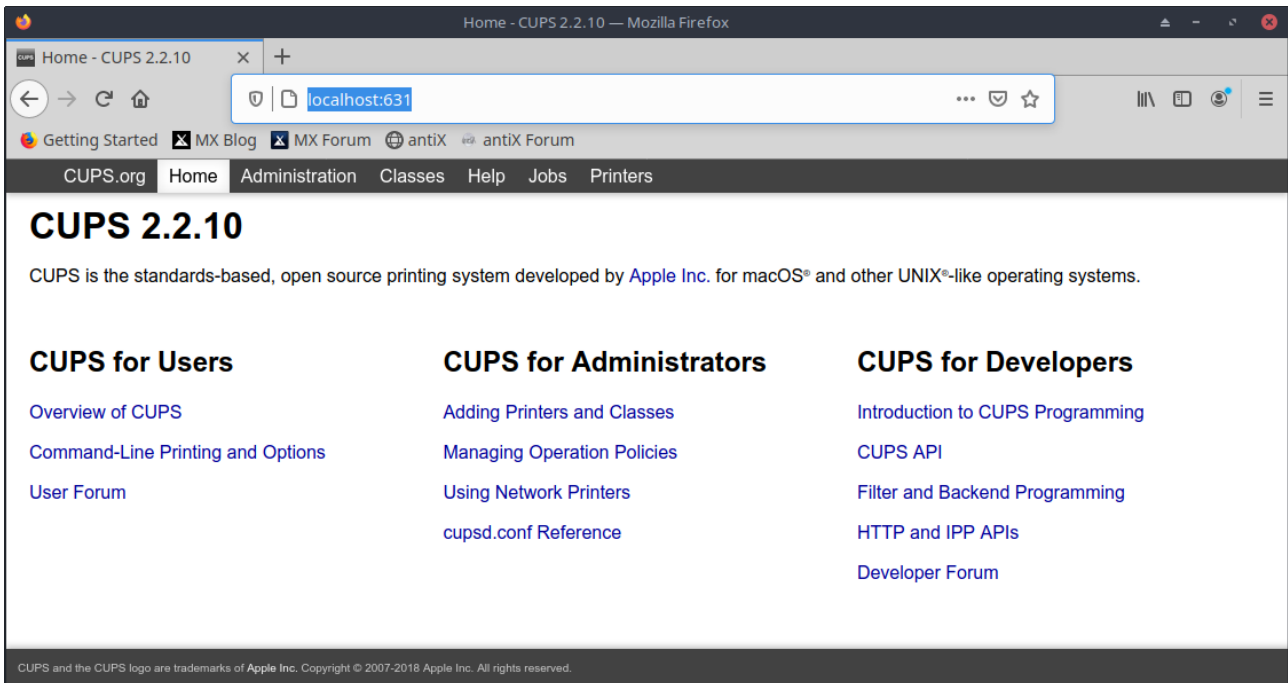 Home - CUPS 2.2.10 — Mozilla Firefox
CUPS Home - CUPS 2.2.10
localhost:631
Getting Started MX Blog MX Forum antiX antiX Forum
CUPS.org Home Administration Classes Help Jobs Printers
CUPS 2.2.10
CUPS is the standards-based, open source printing system developed by Apple Inc. for macOS® and other UNIX®-like operating systems.
CUPS for Users
Overview of CUPS
Command-Line Printing and Options
User Forum
CUPS for Administrators
Adding Printers and Classes
Managing Operation Policies
Using Network Printers
cupsd.conf Reference
CUPS for Developers
Introduction to CUPS Programming
CUPS API
Filter and Backend Programming
HTTP and IPP APIs
Developer Forum
CUPS and the CUPS logo are trademarks of Apple Inc. Copyright © 2007-2018 Apple Inc. All rights reserved.